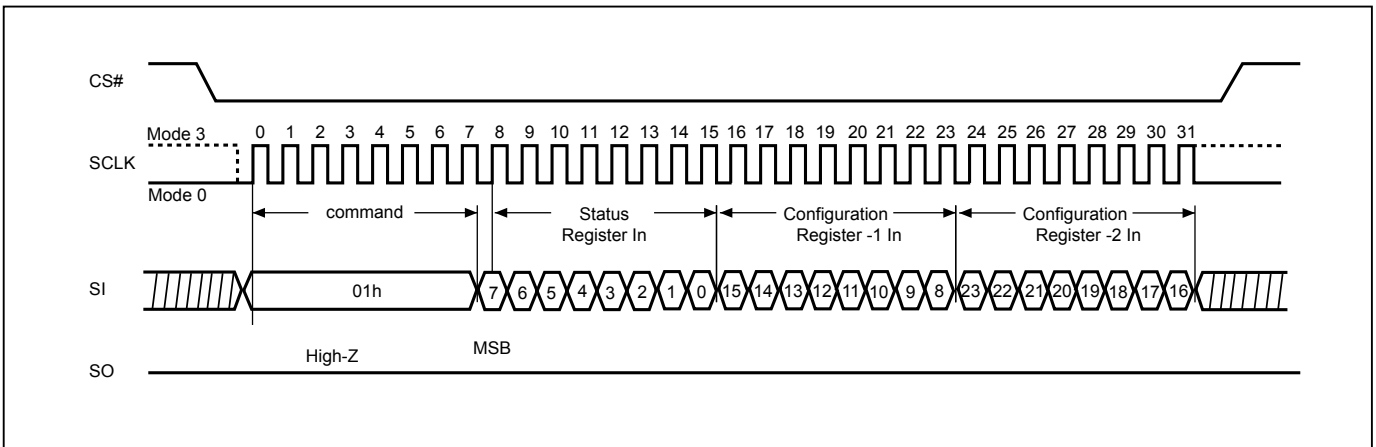 CS#
Mode 3
0 1 2 3 4 5 6 7 8 9 10 11 12 13 14 15 16 17 18 19 20 21 22 23 24 25 26 27 28 29 30 31
SCLK
Mode 0
command
Status
Register In
Configuration
Register -1 In
Configuration
Register -2 In
SI
01h
7 6 5 4 3 2 1 0 15 14 13 12 11 10 9 8 23 22 21 20 19 18 17 16
High-Z
MSB
SO